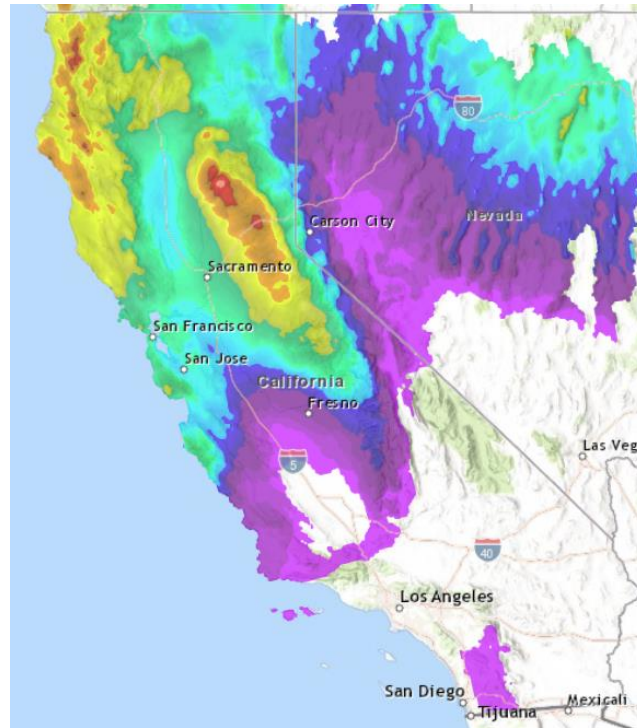 80
Carson City
Nevada
Sacramento
San Francisco
San Jose
California
Fresno
5
Las Veg
40
Los Angeles
San Diego
Tijuana
Mexicali